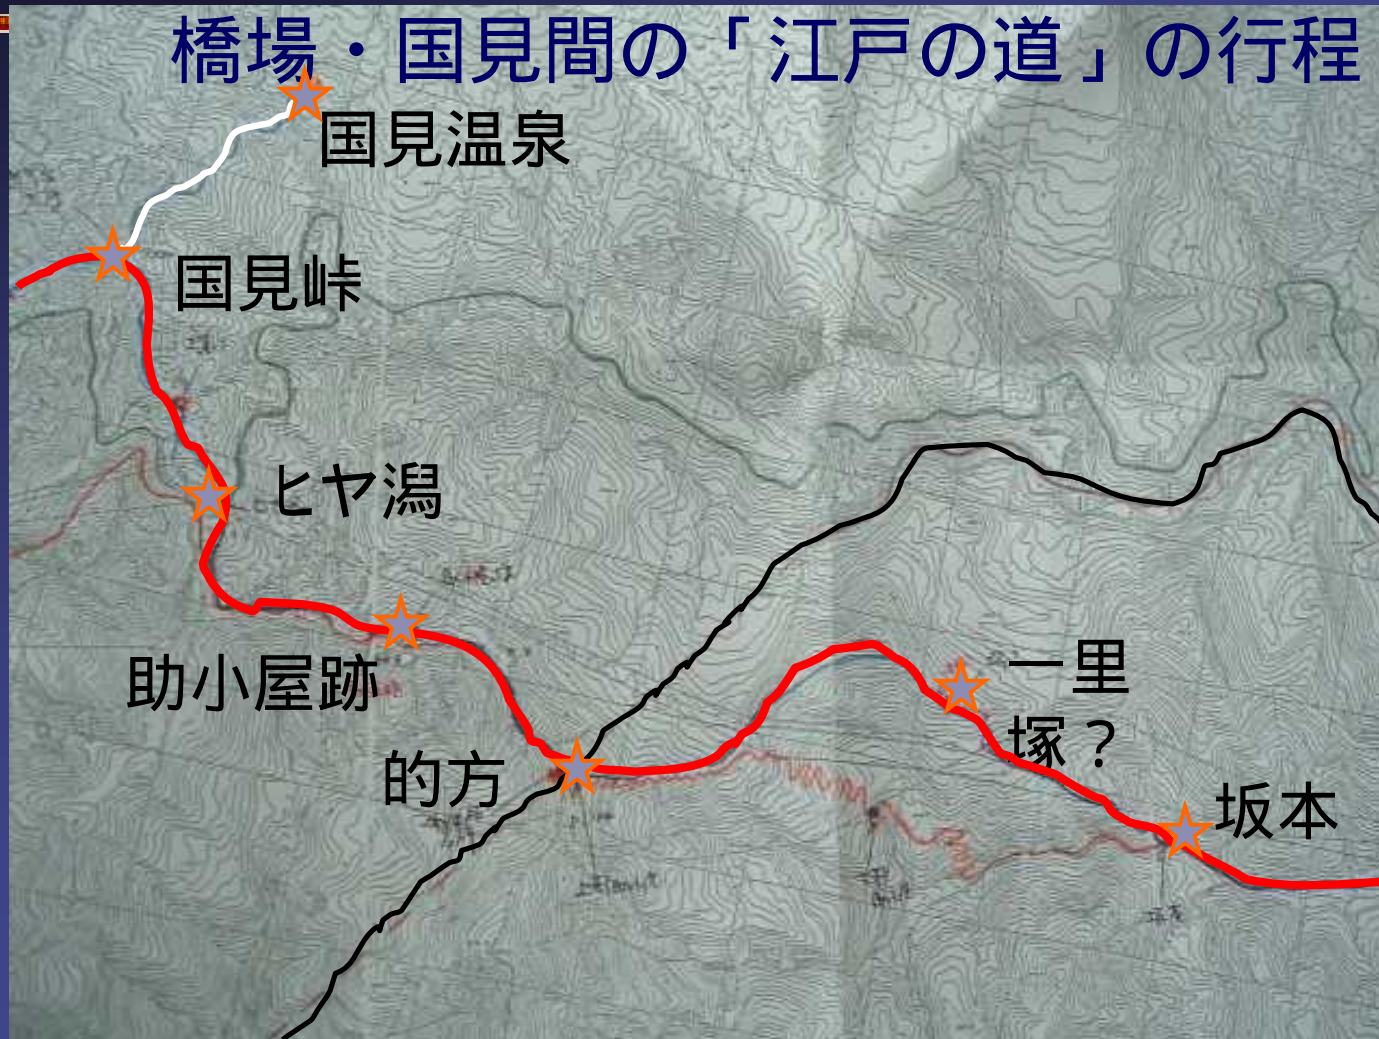 橋場・国見間の「江戸の道」の行程
国見温泉
国見峠
ヒヤ潟
助小屋跡
一里
塚？
的方
坂本